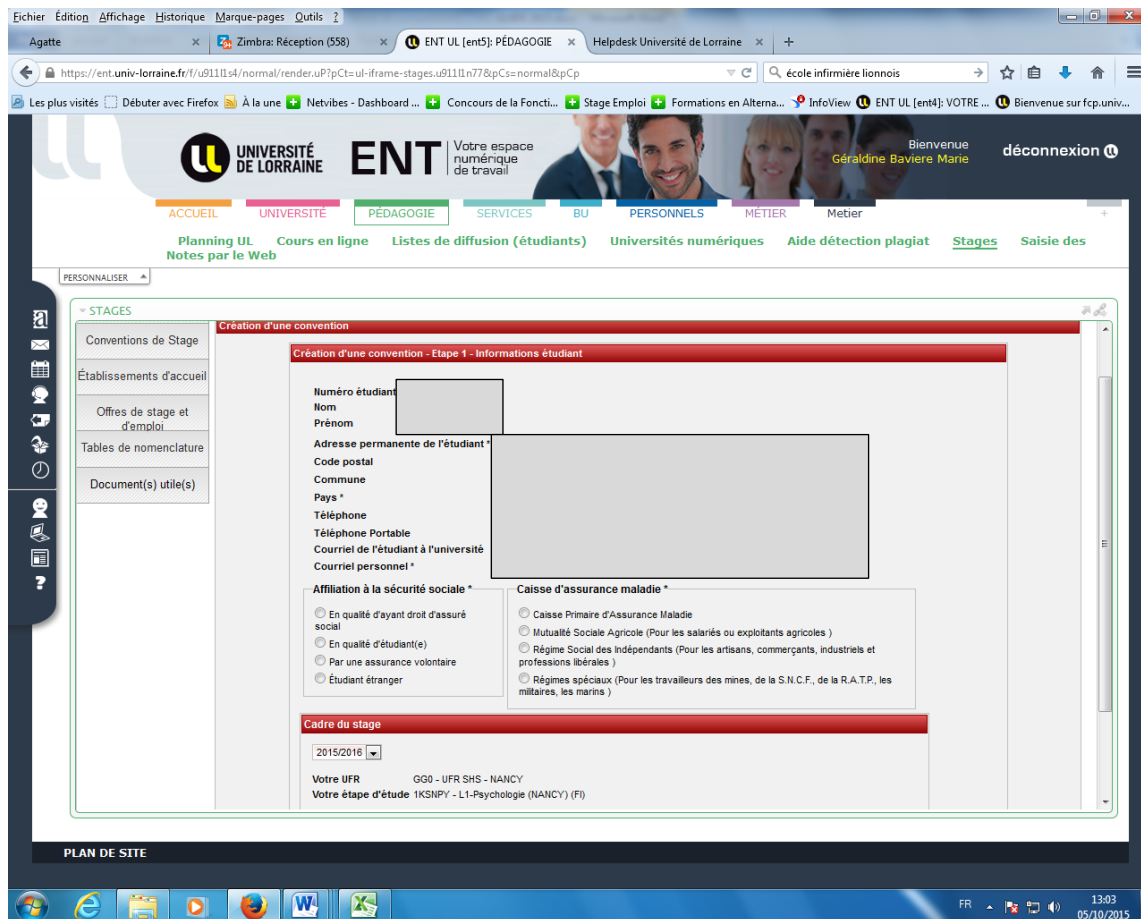 Fichier Édition Affichage Historique Marque-pages Outils ?
Agatte
Zimbra: Réception (558)
ENT UL [ent5]: PÉDAGOGIE
Helpdesk Université de Lorraine
https://ent.univ-lorraine.fr/f/u91l1s4/normal/render.uP?pCt=ul-iframe-stages.u91l1n77&pCs=normal&pCp
école infirmière lionnois
Les plus visités Débuter avec Firefox À la une Netvibes - Dashboard ... Concours de la Foncti... Stage Emploi Formations en Alterna... InfoView ENT UL [ent4]: VOTRE ... Bienvenue sur fcp.univ...
UNIVERSITÉ
DE LORRAINE
ENT
Votre espace
numérique
de travail
Bienvenue
Géraldine Baviere Marie
déconnexion
ACCUEIL UNIVERSITÉ PÉDAGOGIE SERVICES BU PERSONNELS MÉTIER Metier +
Planning UL Cours en ligne Listes de diffusion (étudiants) Universités numériques Aide détection plagiat Stages Saisie des
Notes par le Web
PERSONNALISER
STAGES
Conventions de Stage
Établissements d'accueil
Offres de stage et
d'emploi
Tables de nomenclature
Document(s) utile(s)
Création d'une convention
Création d'une convention - Etape 1 - Informations étudiant
Numéro étudiant
Nom
Prénom
Adresse permanente de l'étudiant *
Code postal
Commune
Pays *
Téléphone
Téléphone Portable
Courriel de l'étudiant à l'université
Courriel personnel *
Affiliation à la sécurité sociale *
En qualité d'ayant droit d'assuré
social
En qualité d'étudiant(e)
Par une assurance volontaire
Étudiant étranger
Caisse d'assurance maladie *
Caisse Primaire d'Assurance Maladie
Mutualité Sociale Agricole (Pour les salariés ou exploitants agricoles )
Régime Social des Indépendants (Pour les artisans, commerçants, industriels et
professions libérales )
Régimes spéciaux (Pour les travailleurs des mines, de la S.N.C.F., de la R.A.T.P., les
militaires, les marins )
Cadre du stage
2015/2016
Votre UFR GG0 - UFR SHS - NANCY
Votre étape d'étude 1KSNPY - L1-Psychologie (NANCY) (FI)
PLAN DE SITE
FR
13:03
05/10/2015